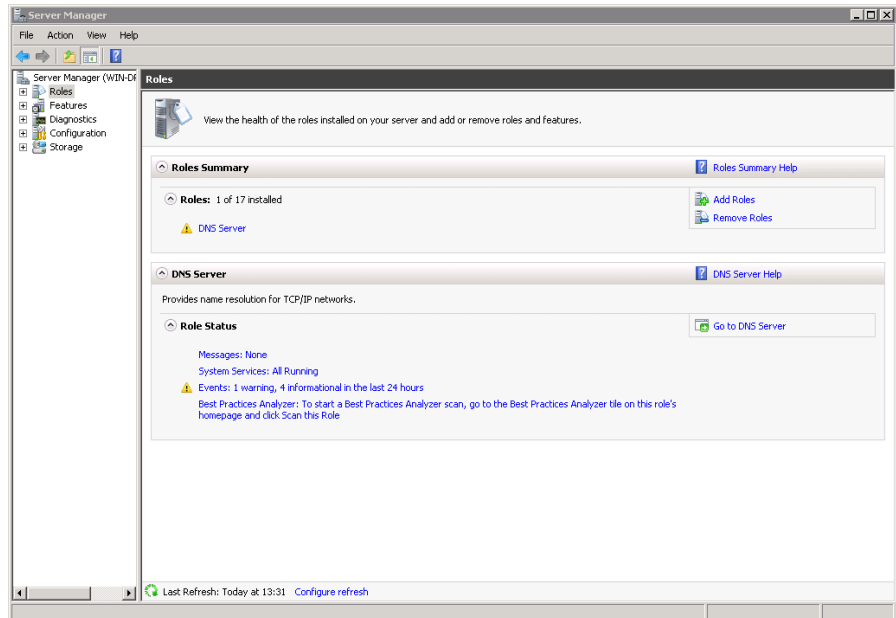 Server Manager
File Action View Help
Server Manager (WIN-DF
Roles
Features
Diagnostics
Configuration
Storage
Roles
View the health of the roles installed on your server and add or remove roles and features.
Roles Summary
Roles Summary Help
Roles: 1 of 17 installed
Add Roles
Remove Roles
DNS Server
DNS Server
DNS Server Help
Provides name resolution for TCP/IP networks.
Role Status
Go to DNS Server
Messages: None
System Services: All Running
Events: 1 warning, 4 informational in the last 24 hours
Best Practices Analyzer: To start a Best Practices Analyzer scan, go to the Best Practices Analyzer tile on this role's
homepage and click Scan this Role
Last Refresh: Today at 13:31 Configure refresh